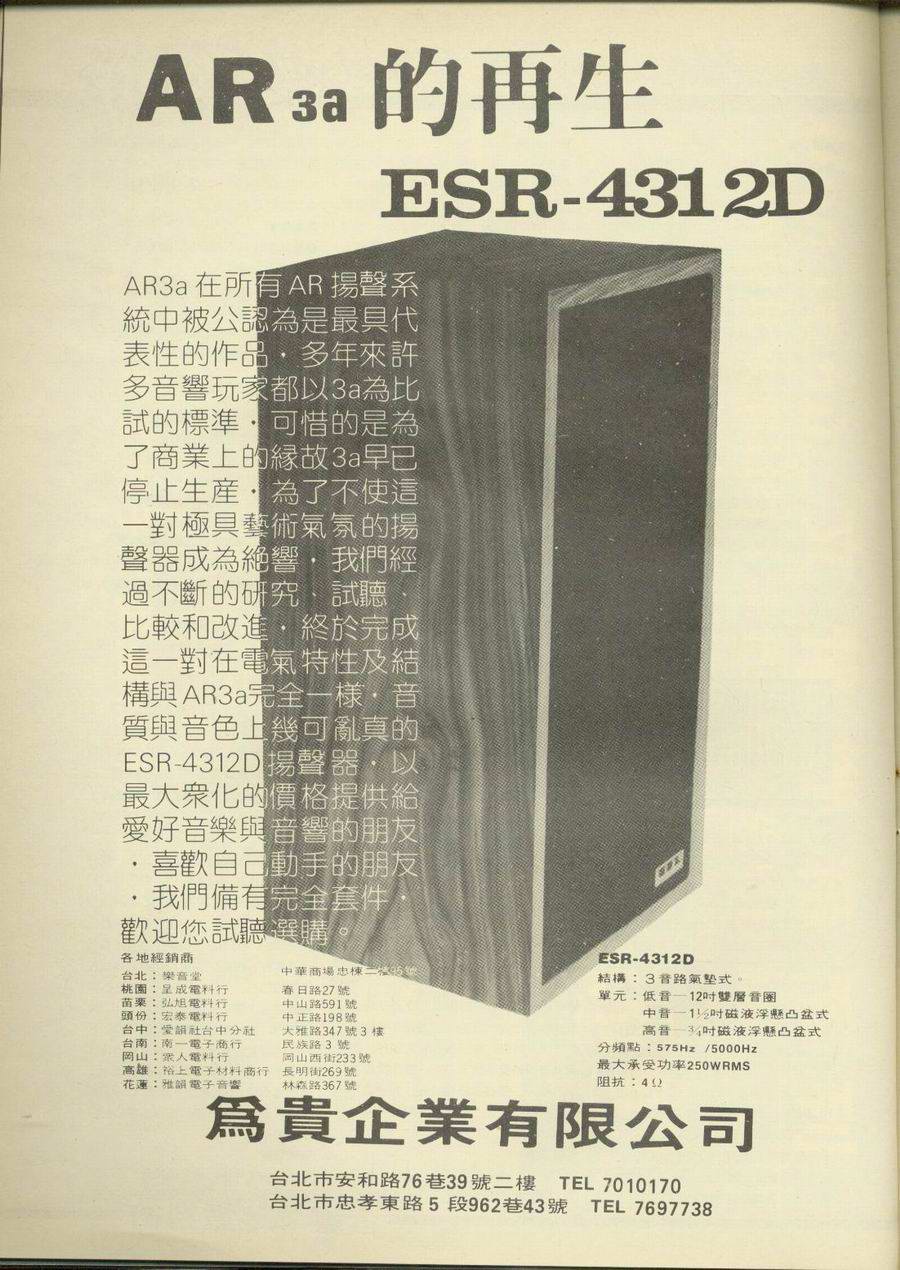 AR 3a 的再生
ESR-4312D
AR3a在所有AR揚聲系
統中被公認為是最具代
表性的作品，多年來許
多音響玩家都以3a為比
試的標準，可惜的是為
了商業上的緣故3a早已
停止生產，為了不使這
一對極具藝術氣氛的揚
聲器成為絕響，我們經
過不斷的研究、試聽、
比較和改進，終於完成
這一對在電氣特性及結
構與AR3a完全一樣，音
質與音色上幾可亂真的
ESR-4312D揚聲器，以
最大衆化的價格提供給
愛好音樂與音響的朋友
，喜歡自己動手的朋友
，我們備有完全套件，
歡迎您試聽選購。
各地經銷商
台北：樂音堂 中華商場忠棟二樓
桃園：呈成電料行 春日路27號
苗栗：弘旭電料行 中山路591號
頭份：宏泰電料行 中正路198號
台中：愛韻社台中分社 大雅路347號3樓
台南：南一電子商行 民族路3號
岡山：衆人電料行 岡山西街233號
高雄：裕上電子材料商行 長明街269號
花蓮：雅韻電子音響 林森路367號
ESR-4312D
結構：3音路氣墊式。
單元：低音—12吋雙層音圈
中音—1½吋磁液浮懸凸盆式
高音—¾吋磁液浮懸凸盆式
分頻點：575Hz /5000Hz
最大承受功率250WRMS
阻抗：4Ω
爲貴企業有限公司
台北市安和路76巷39號二樓 TEL 7010170
台北市忠孝東路5段962巷43號 TEL 7697738